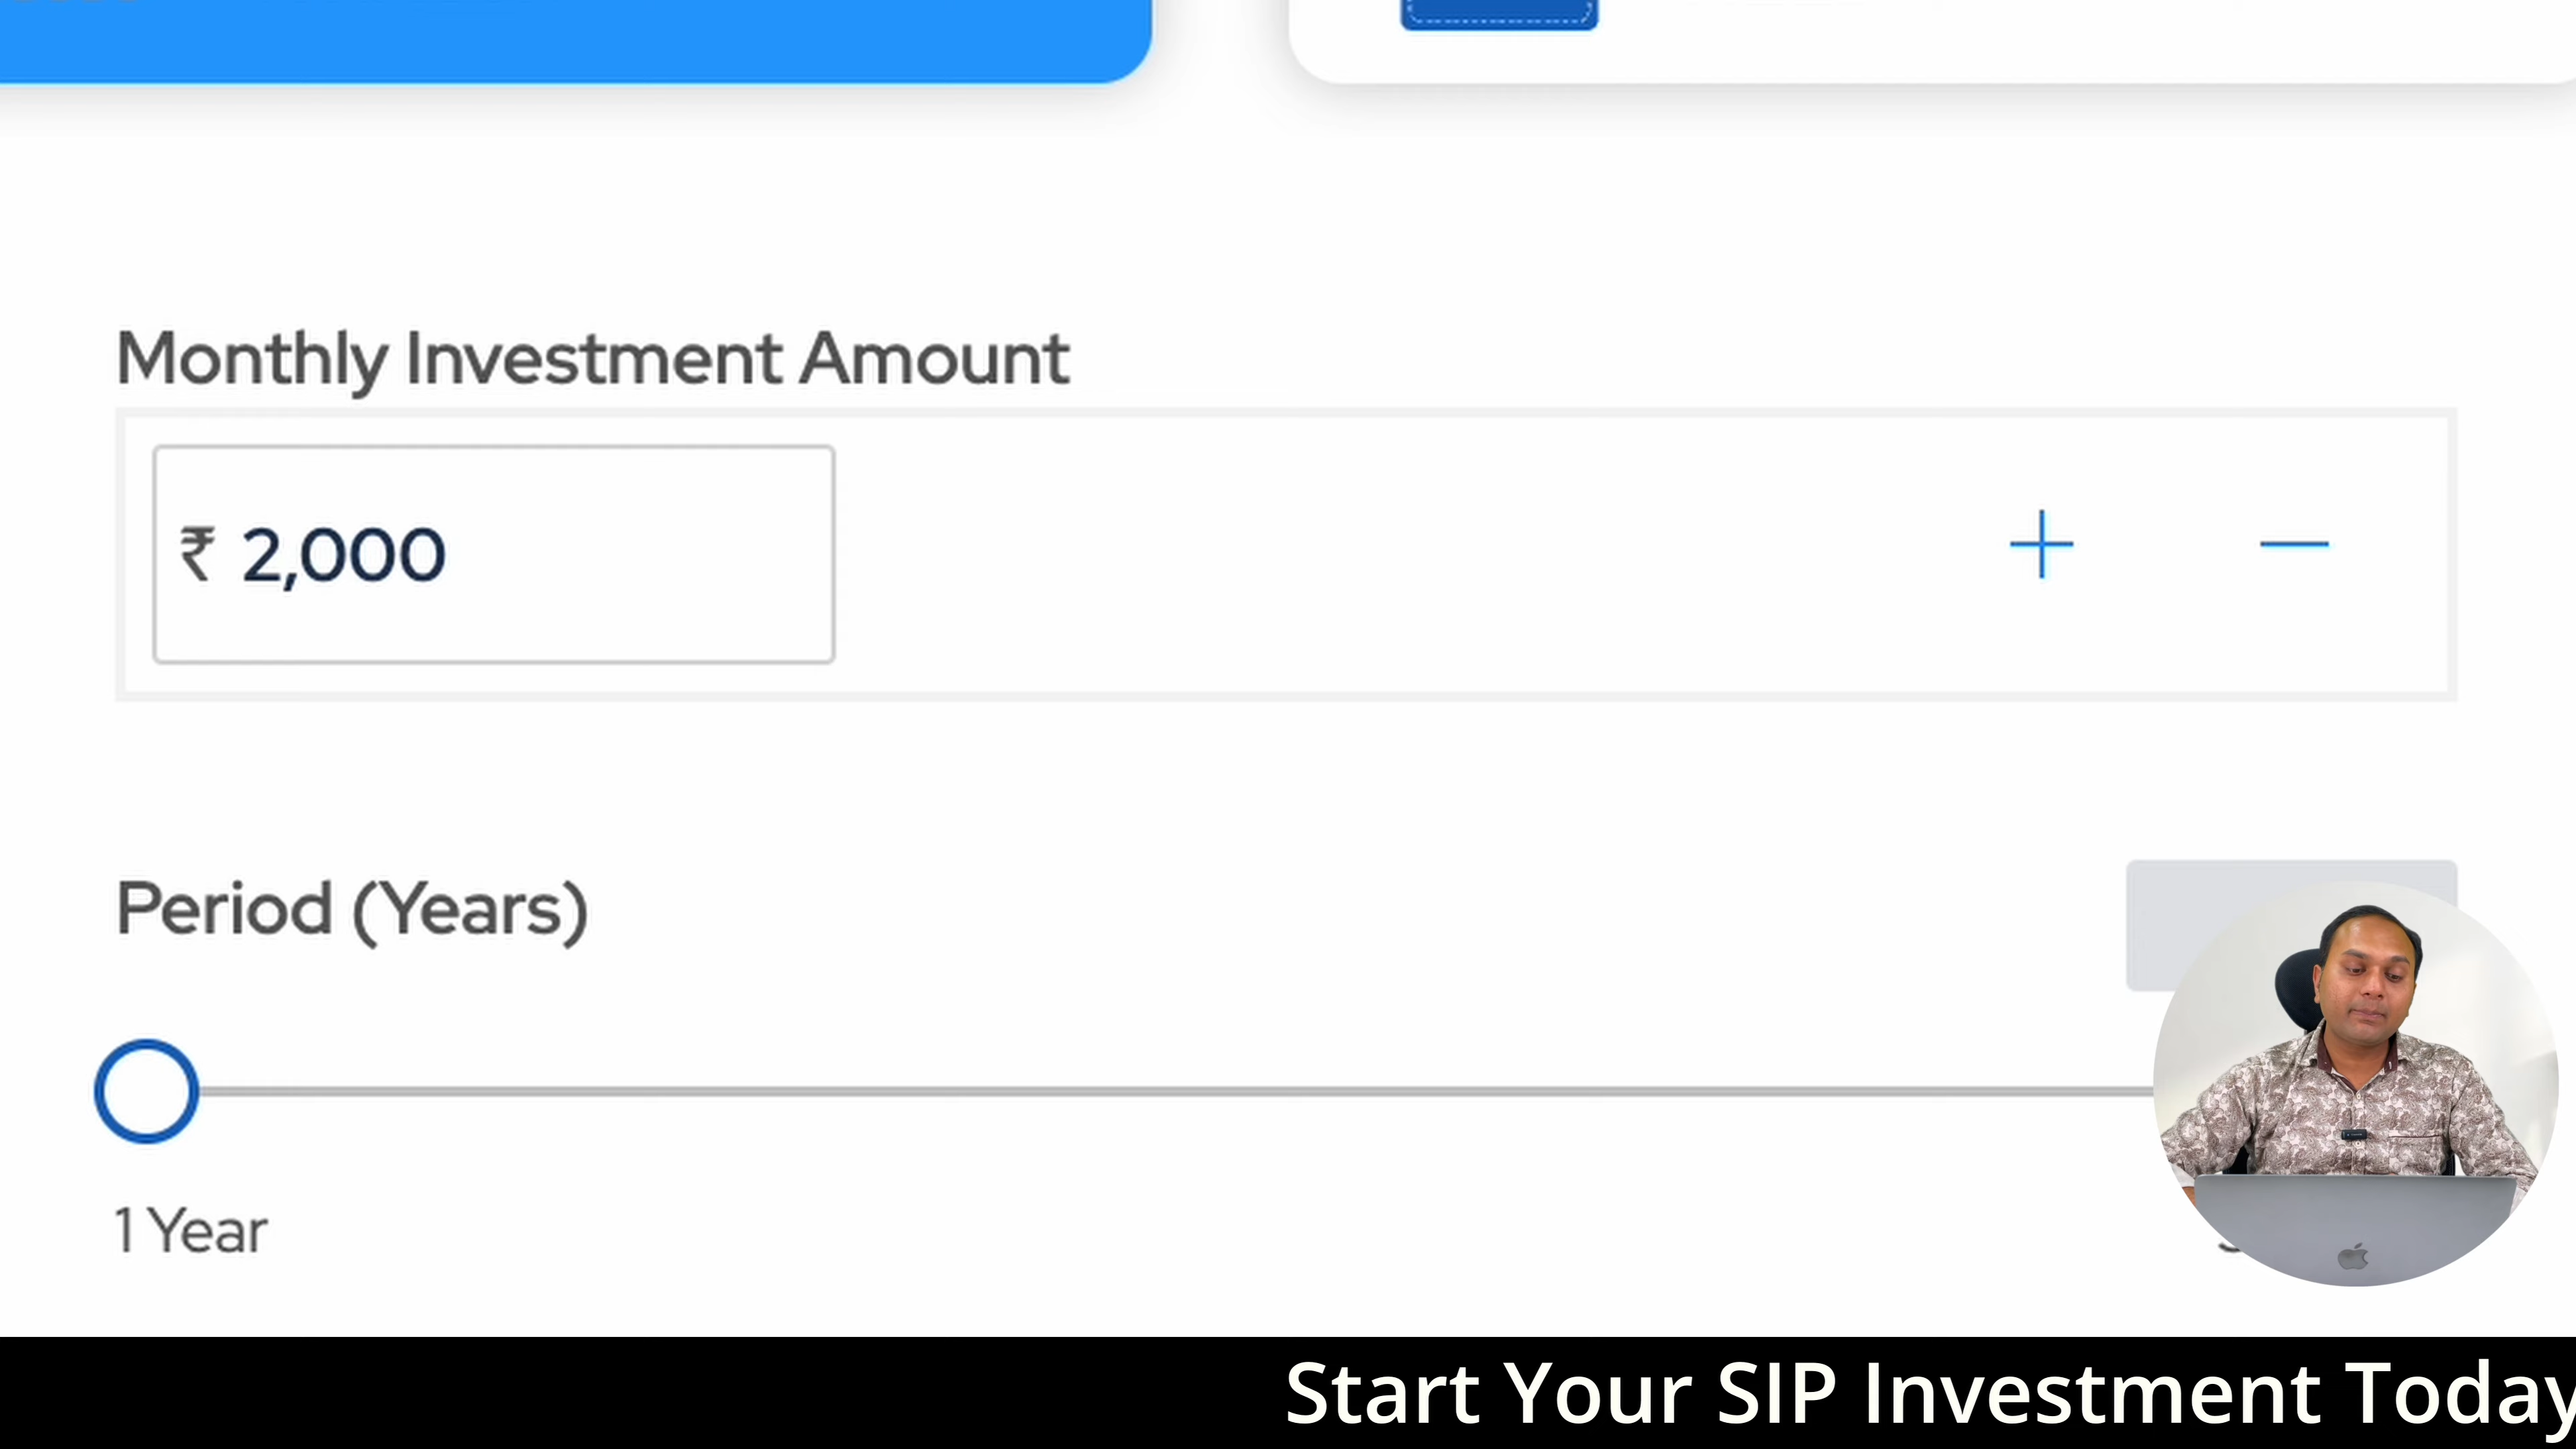 Monthly Investment Amount
₹ 2,000
Period (Years)
1 Year
Start Your SIP Investment Today